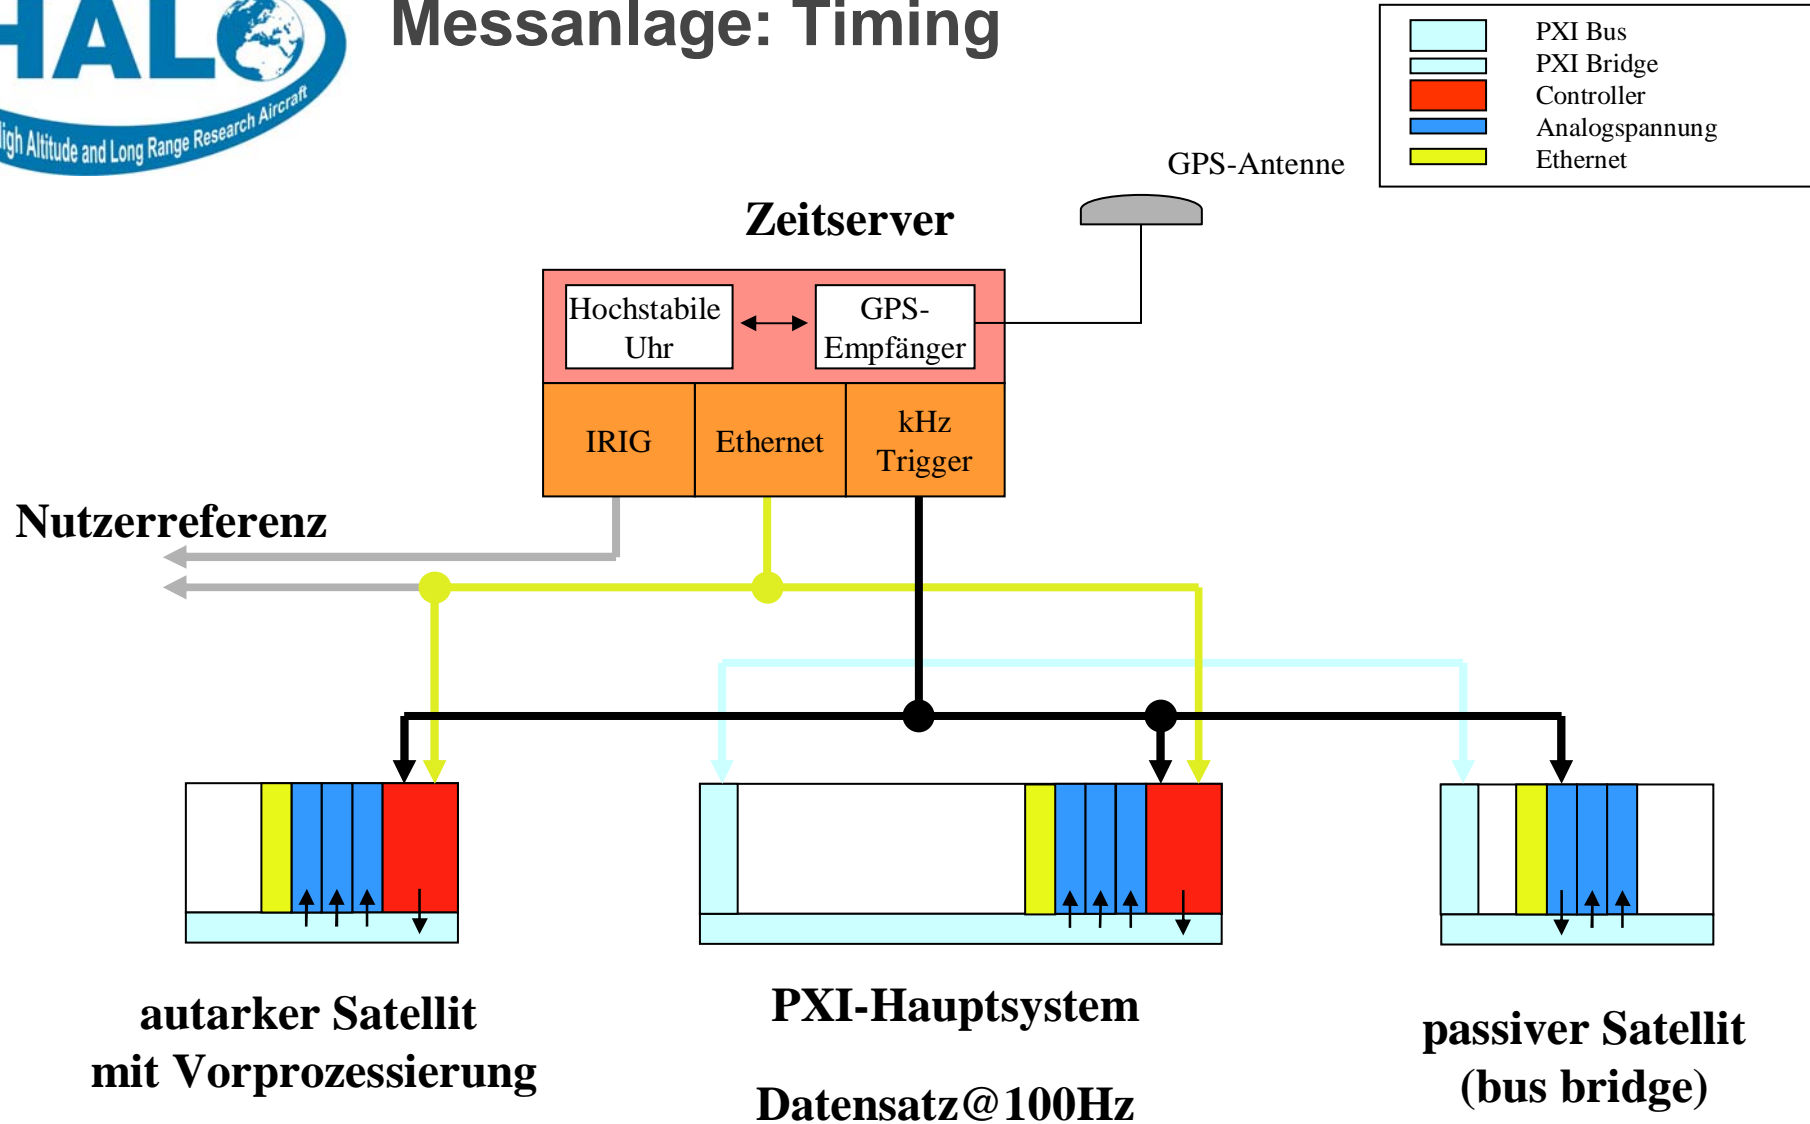 HALO
High Altitude and Long Range Research Aircraft
Messanlage: Timing
PXI Bus
PXI Bridge
Controller
Analogspannung
Ethernet
GPS-Antenne
Zeitserver
Hochstabile
Uhr
GPS-
Empfänger
IRIG
Ethernet
kHz
Trigger
Nutzerreferenz
autarker Satellit
mit Vorprozessierung
PXI-Hauptsystem
Datensatz@100Hz
passiver Satellit
(bus bridge)